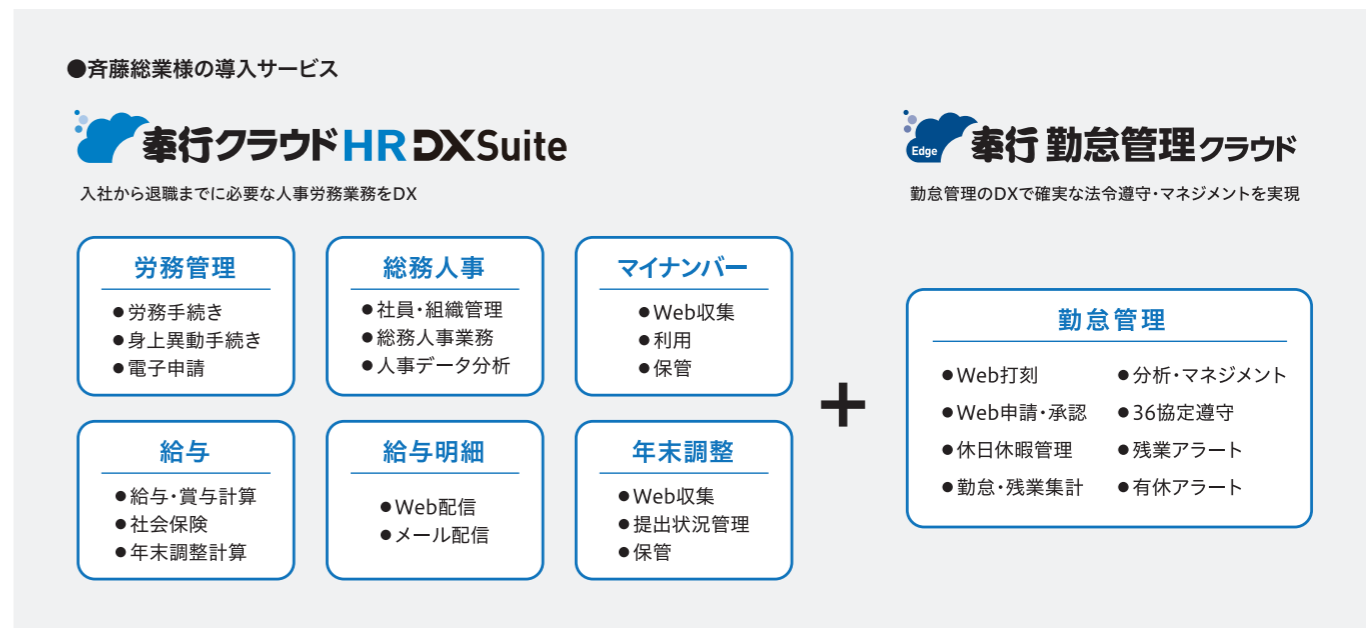 ●斉藤総業様の導入サービス
奉行クラウドHR DXSuite
入社から退職までに必要な人事労務業務をDX
労務管理
●労務手続き
●身上異動手続き
●電子申請
総務人事
●社員・組織管理
●総務人事業務
●人事データ分析
マイナンバー
●Web収集
●利用
●保管
給与
●給与・賞与計算
●社会保険
●年末調整計算
給与明細
●Web配信
●メール配信
年末調整
●Web収集
●提出状況管理
●保管
+
Edge 奉行 勤怠管理クラウド
勤怠管理のDXで確実な法令遵守・マネジメントを実現
勤怠管理
●Web打刻
●Web申請・承認
●休日休暇管理
●勤怠・残業集計
●分析・マネジメント
●36協定遵守
●残業アラート
●有休アラート